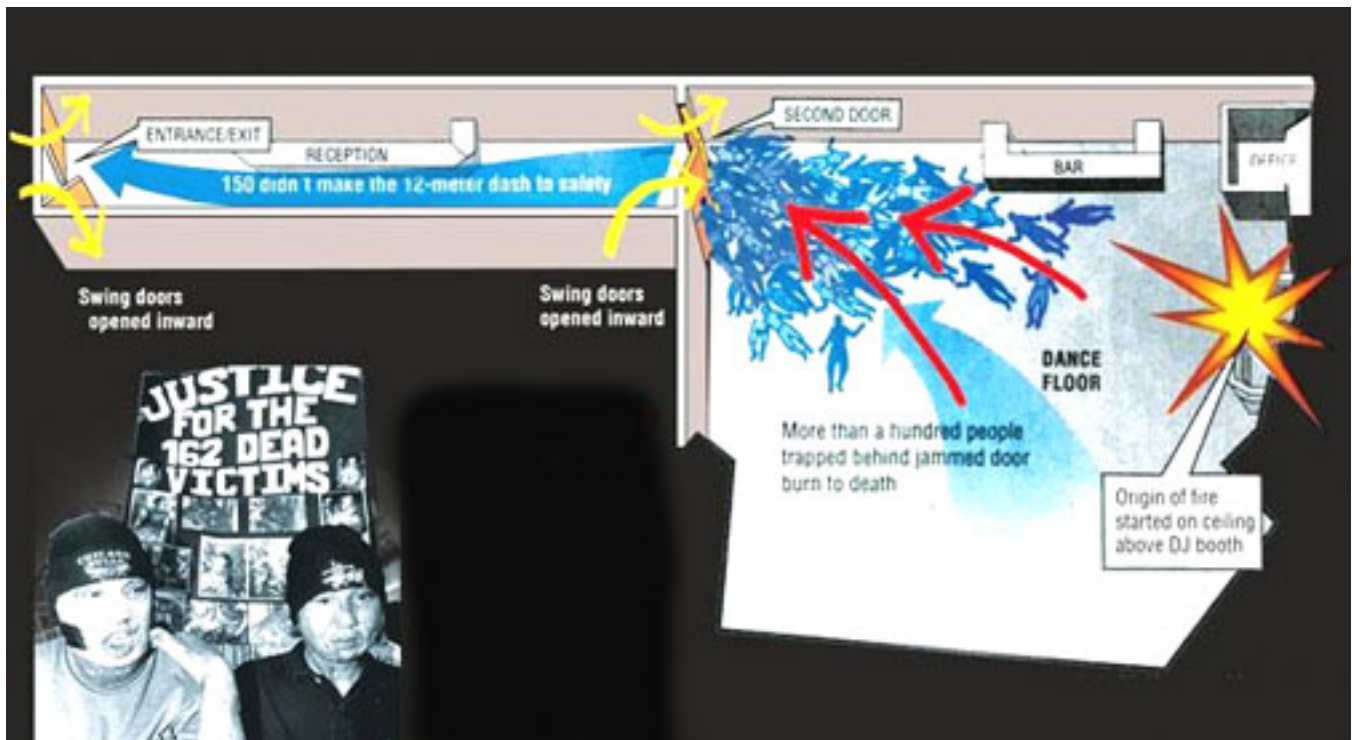 ENTRANCE/EXIT
RECEPTION
150 didn't make the 12-meter dash to safety
SECOND DOOR
BAR
OFFICE
Swing doors
opened inward
Swing doors
opened inward
DANCE
FLOOR
More than a hundred people
trapped behind jammed door
burn to death
Origin of fire
started on ceiling
above DJ booth
JUSTICE
FOR THE
162 DEAD
VICTIMS